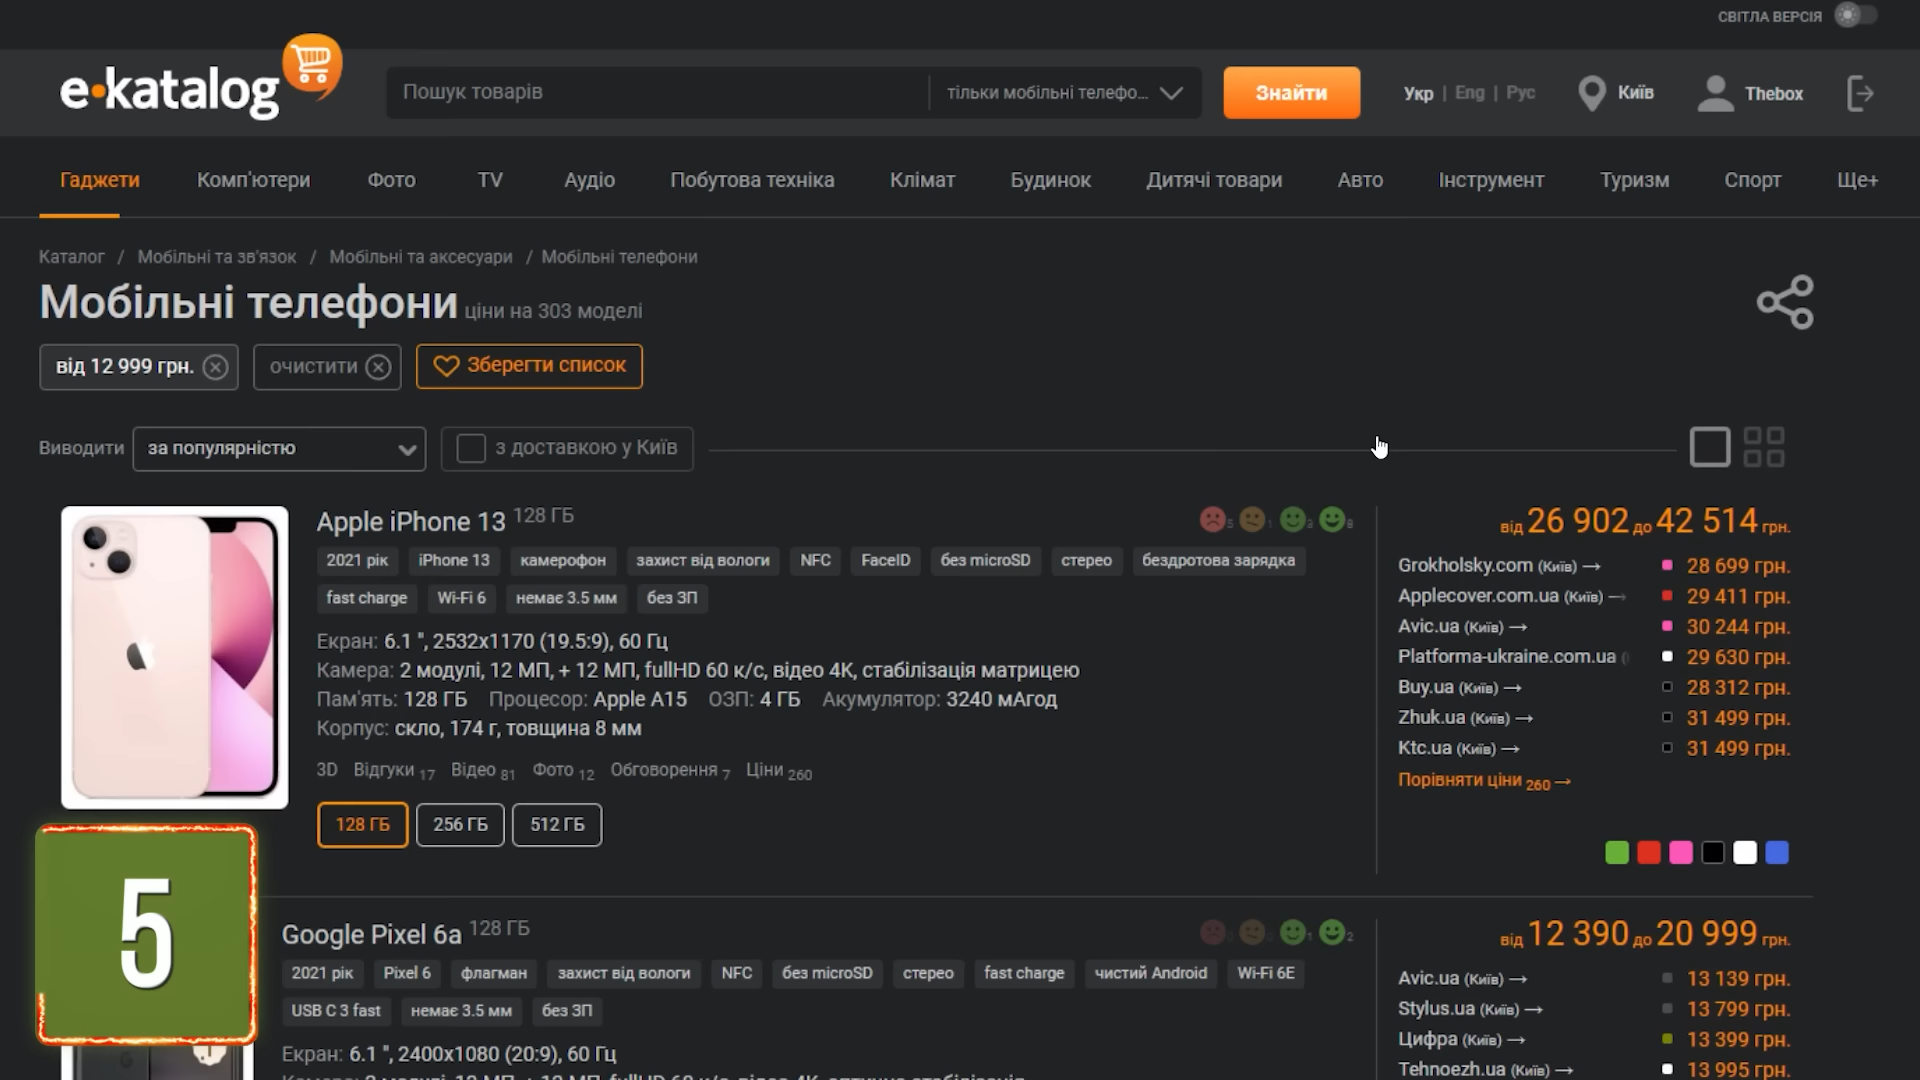 СВІТЛА ВЕРСІЯ
e-katalog
Пошук товарів
тільки мобільні телефо...
Знайти
Укр | Eng | Рус
Київ
Thebox
Гаджети Комп'ютери Фото TV Аудіо Побутова техніка Клімат Будинок Дитячі товари Авто Інструмент Туризм Спорт Ще+
Каталог / Мобільні та зв'язок / Мобільні та аксесуари / Мобільні телефони
Мобільні телефони ціни на 303 моделі
від 12 999 грн. очистити Зберегти список
Виводити за популярністю з доставкою у Київ
Apple iPhone 13 128 ГБ
2021 рік iPhone 13 камерофон захист від вологи NFC FaceID без microSD стерео бездротова зарядка
fast charge Wi-Fi 6 немає 3.5 мм без ЗП
Екран: 6.1 ", 2532x1170 (19.5:9), 60 Гц
Камера: 2 модулі, 12 МП, + 12 МП, fullHD 60 к/с, відео 4K, стабілізація матрицею
Пам'ять: 128 ГБ Процесор: Apple A15 ОЗП: 4 ГБ Акумулятор: 3240 мАгод
Корпус: скло, 174 г, товщина 8 мм
3D Відгуки 17 Відео 81 Фото 12 Обговорення 7 Ціни 260
128 ГБ 256 ГБ 512 ГБ
від 26 902 до 42 514 грн.
Grokholsky.com (Київ) → 28 699 грн.
Applecover.com.ua (Київ) → 29 411 грн.
Avic.ua (Київ) → 30 244 грн.
Platforma-ukraine.com.ua 29 630 грн.
Buy.ua (Київ) → 28 312 грн.
Zhuk.ua (Київ) → 31 499 грн.
Ktc.ua (Київ) → 31 499 грн.
Порівняти ціни 260 →
5
Google Pixel 6a 128 ГБ
2021 рік Pixel 6 флагман захист від вологи NFC без microSD стерео fast charge чистий Android Wi-Fi 6E
USB C 3 fast немає 3.5 мм без ЗП
Екран: 6.1 ", 2400x1080 (20:9), 60 Гц
від 12 390 до 20 999 грн.
Avic.ua (Київ) → 13 139 грн.
Stylus.ua (Київ) → 13 799 грн.
Цифра (Київ) → 13 399 грн.
Tehnoezh.ua (Київ) → 13 995 грн.